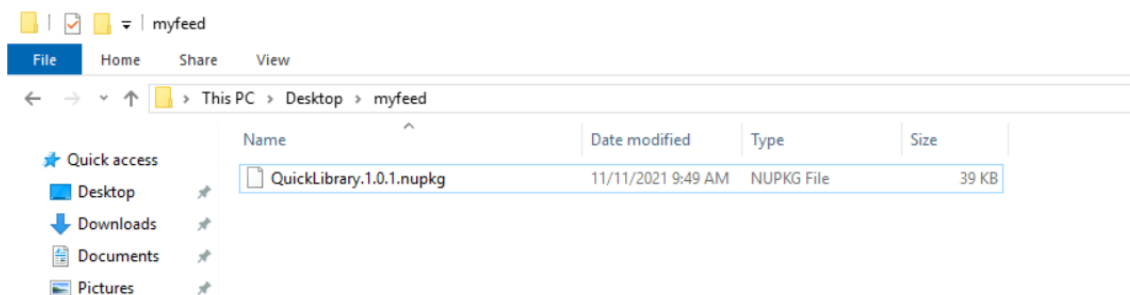 myfeed
File Home Share View
This PC > Desktop > myfeed
Name Date modified Type Size
Quick access
QuickLibrary.1.0.1.nupkg 11/11/2021 9:49 AM NUPKG File 39 KB
Desktop
Downloads
Documents
Pictures